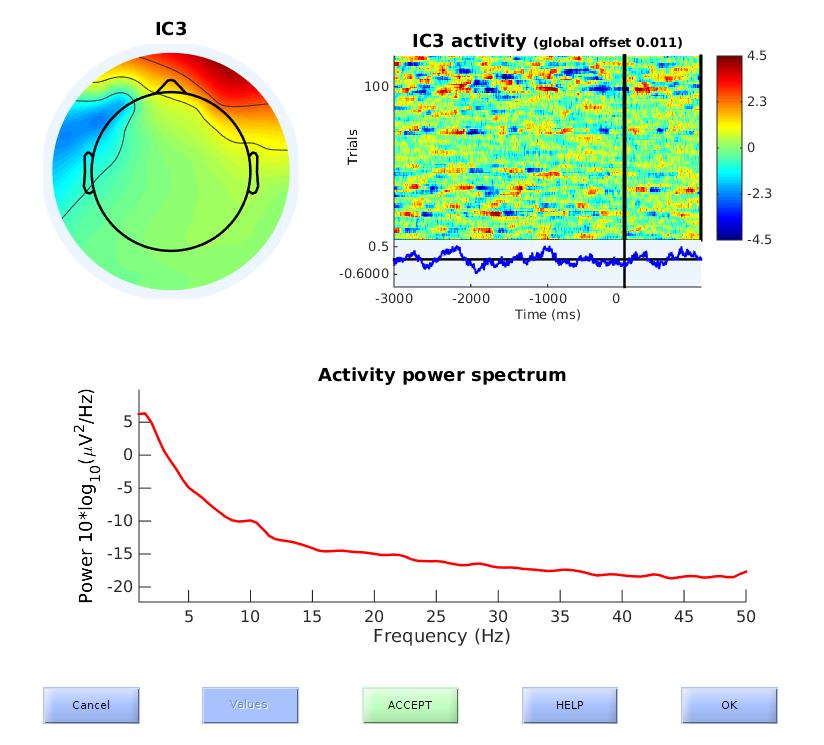 IC3
IC3 activity (global offset 0.011)
100
Trials
4.5
2.3
0
-2.3
-4.5
0.5
-0.6000
-3000 -2000 -1000 0
Time (ms)
Activity power spectrum
Power 10*log10(μV2/Hz)
5
0
-5
-10
-15
-20
5 10 15 20 25 30 35 40 45 50
Frequency (Hz)
Cancel Values ACCEPT HELP OK